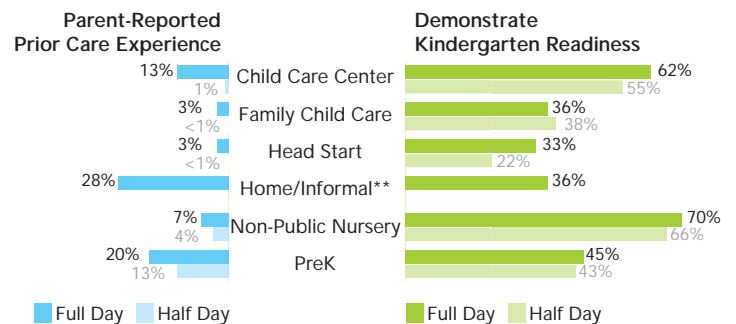 Parent-Reported
Prior Care Experience
Demonstrate
Kindergarten Readiness
13% Child Care Center 62%
1% 55%
3% Family Child Care 36%
<1% 38%
3% Head Start 33%
<1% 22%
28% Home/Informal** 36%
7% Non-Public Nursery 70%
4% 66%
20% PreK 45%
13% 43%
Full Day Half Day Full Day Half Day